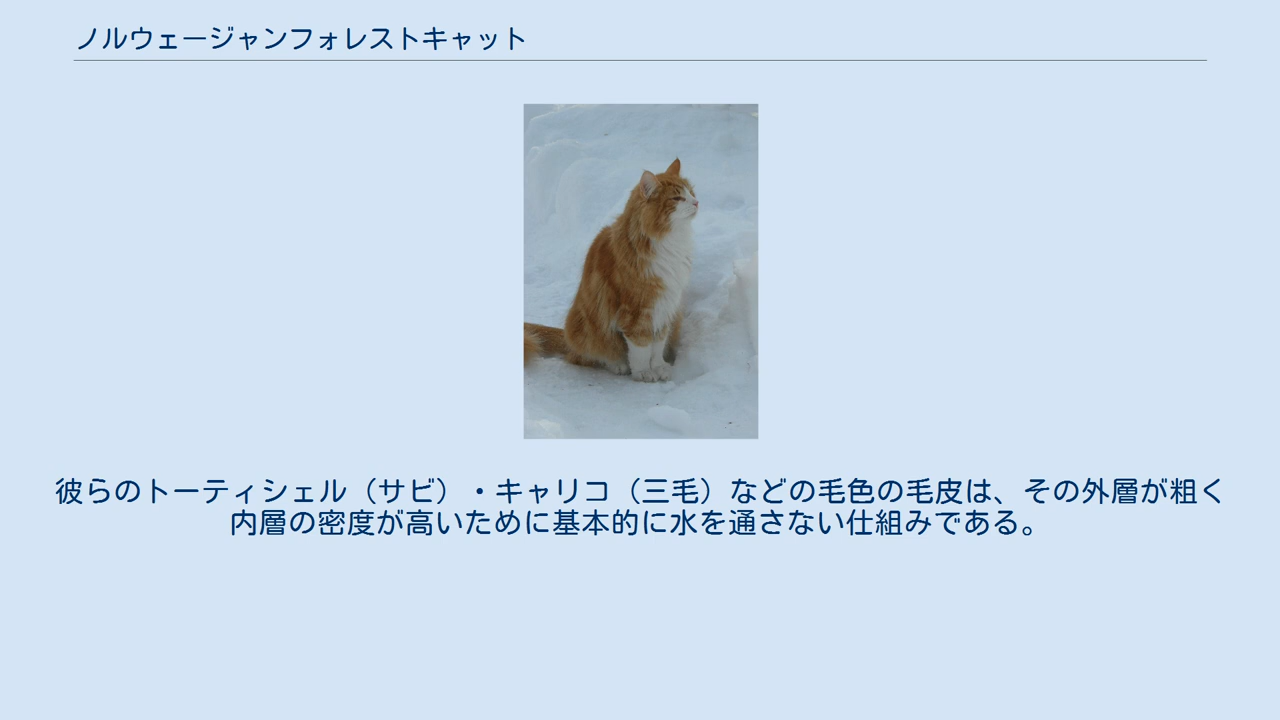 ノルウェージャンフォレストキャット
彼らのトーティシェル（サビ）・キャリコ（三毛）などの毛色の毛皮は、その外層が粗く
内層の密度が高いために基本的に水を通さない仕組みである。